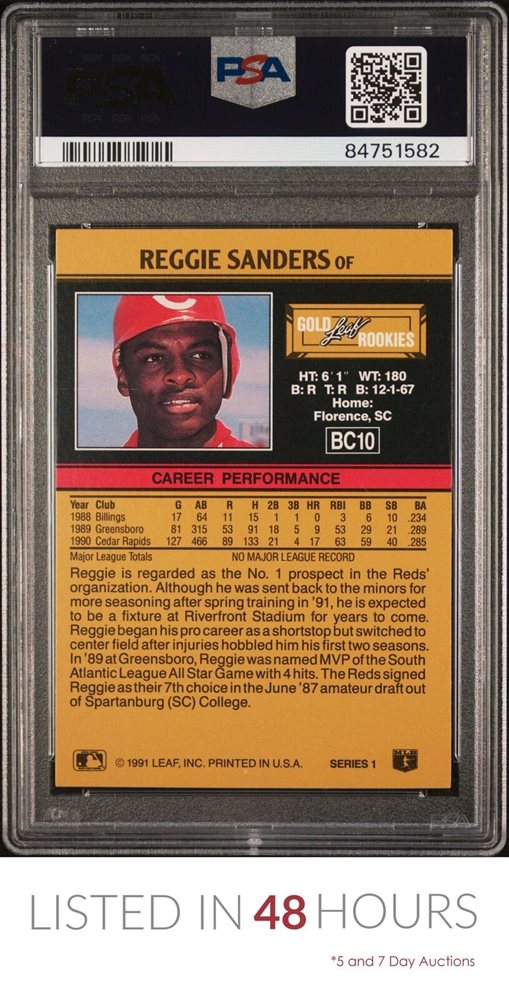 PSA
84751582
REGGIE SANDERS OF
C
GOLD Leaf ROOKIES
HT: 6'1" WT: 180
B: R T: R B: 12-1-67
Home:
Florence, SC
BC10
CAREER PERFORMANCE
Year Club G AB R H 2B 3B HR RBI BB SB BA
1988 Billings 17 64 11 15 1 1 0 3 6 10 .234
1989 Greensboro 81 315 53 91 18 5 9 53 29 21 .289
1990 Cedar Rapids 127 466 89 133 21 4 17 63 59 40 .285
Major League Totals NO MAJOR LEAGUE RECORD
Reggie is regarded as the No. 1 prospect in the Reds'
organization. Although he was sent back to the minors for
more seasoning after spring training in '91, he is expected
to be a fixture at Riverfront Stadium for years to come.
Reggie began his pro career as a shortstop but switched to
center field after injuries hobbled him his first two seasons.
In '89 at Greensboro, Reggie was named MVP of the South
Atlantic League All Star Game with 4 hits. The Reds signed
Reggie as their 7th choice in the June '87 amateur draft out
of Spartanburg (SC) College.
© 1991 LEAF, INC. PRINTED IN U.S.A. SERIES 1
PSA
LISTED IN 48 HOURS
*5 and 7 Day Auctions